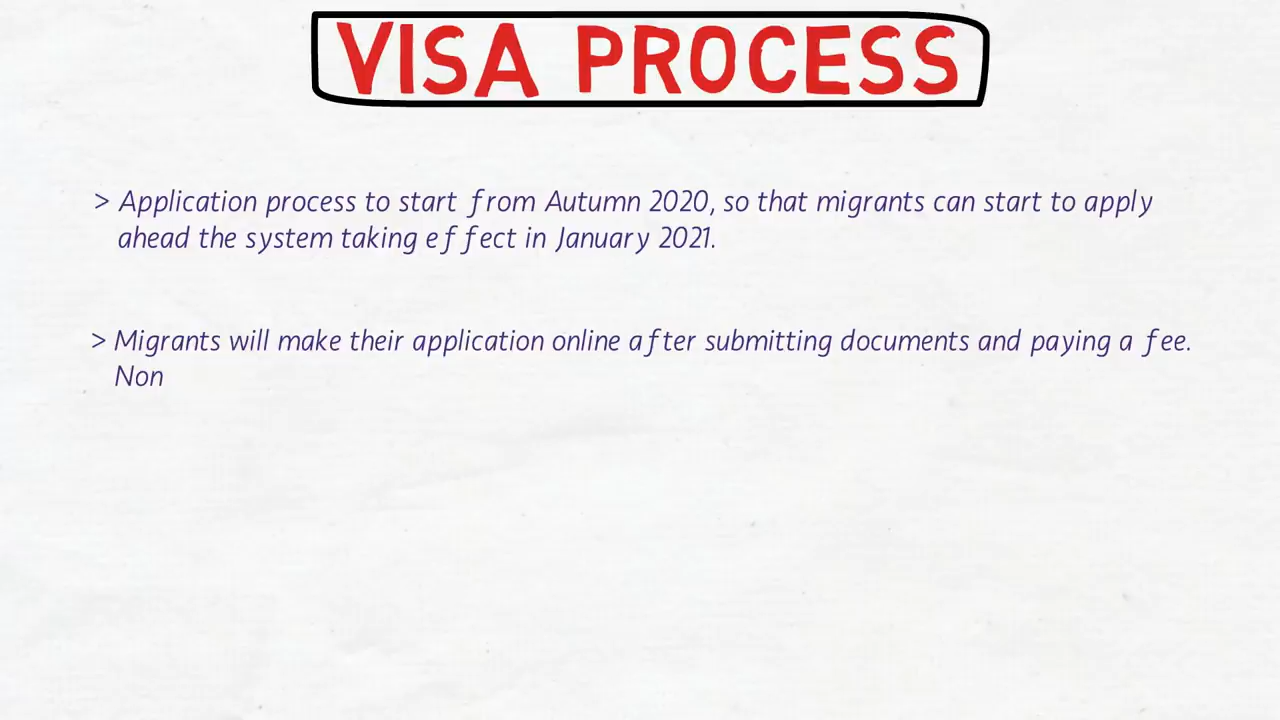 VISA PROCESS
> Application process to start from Autumn 2020, so that migrants can start to apply
ahead the system taking effect in January 2021.
> Migrants will make their application online after submitting documents and paying a fee.
Non